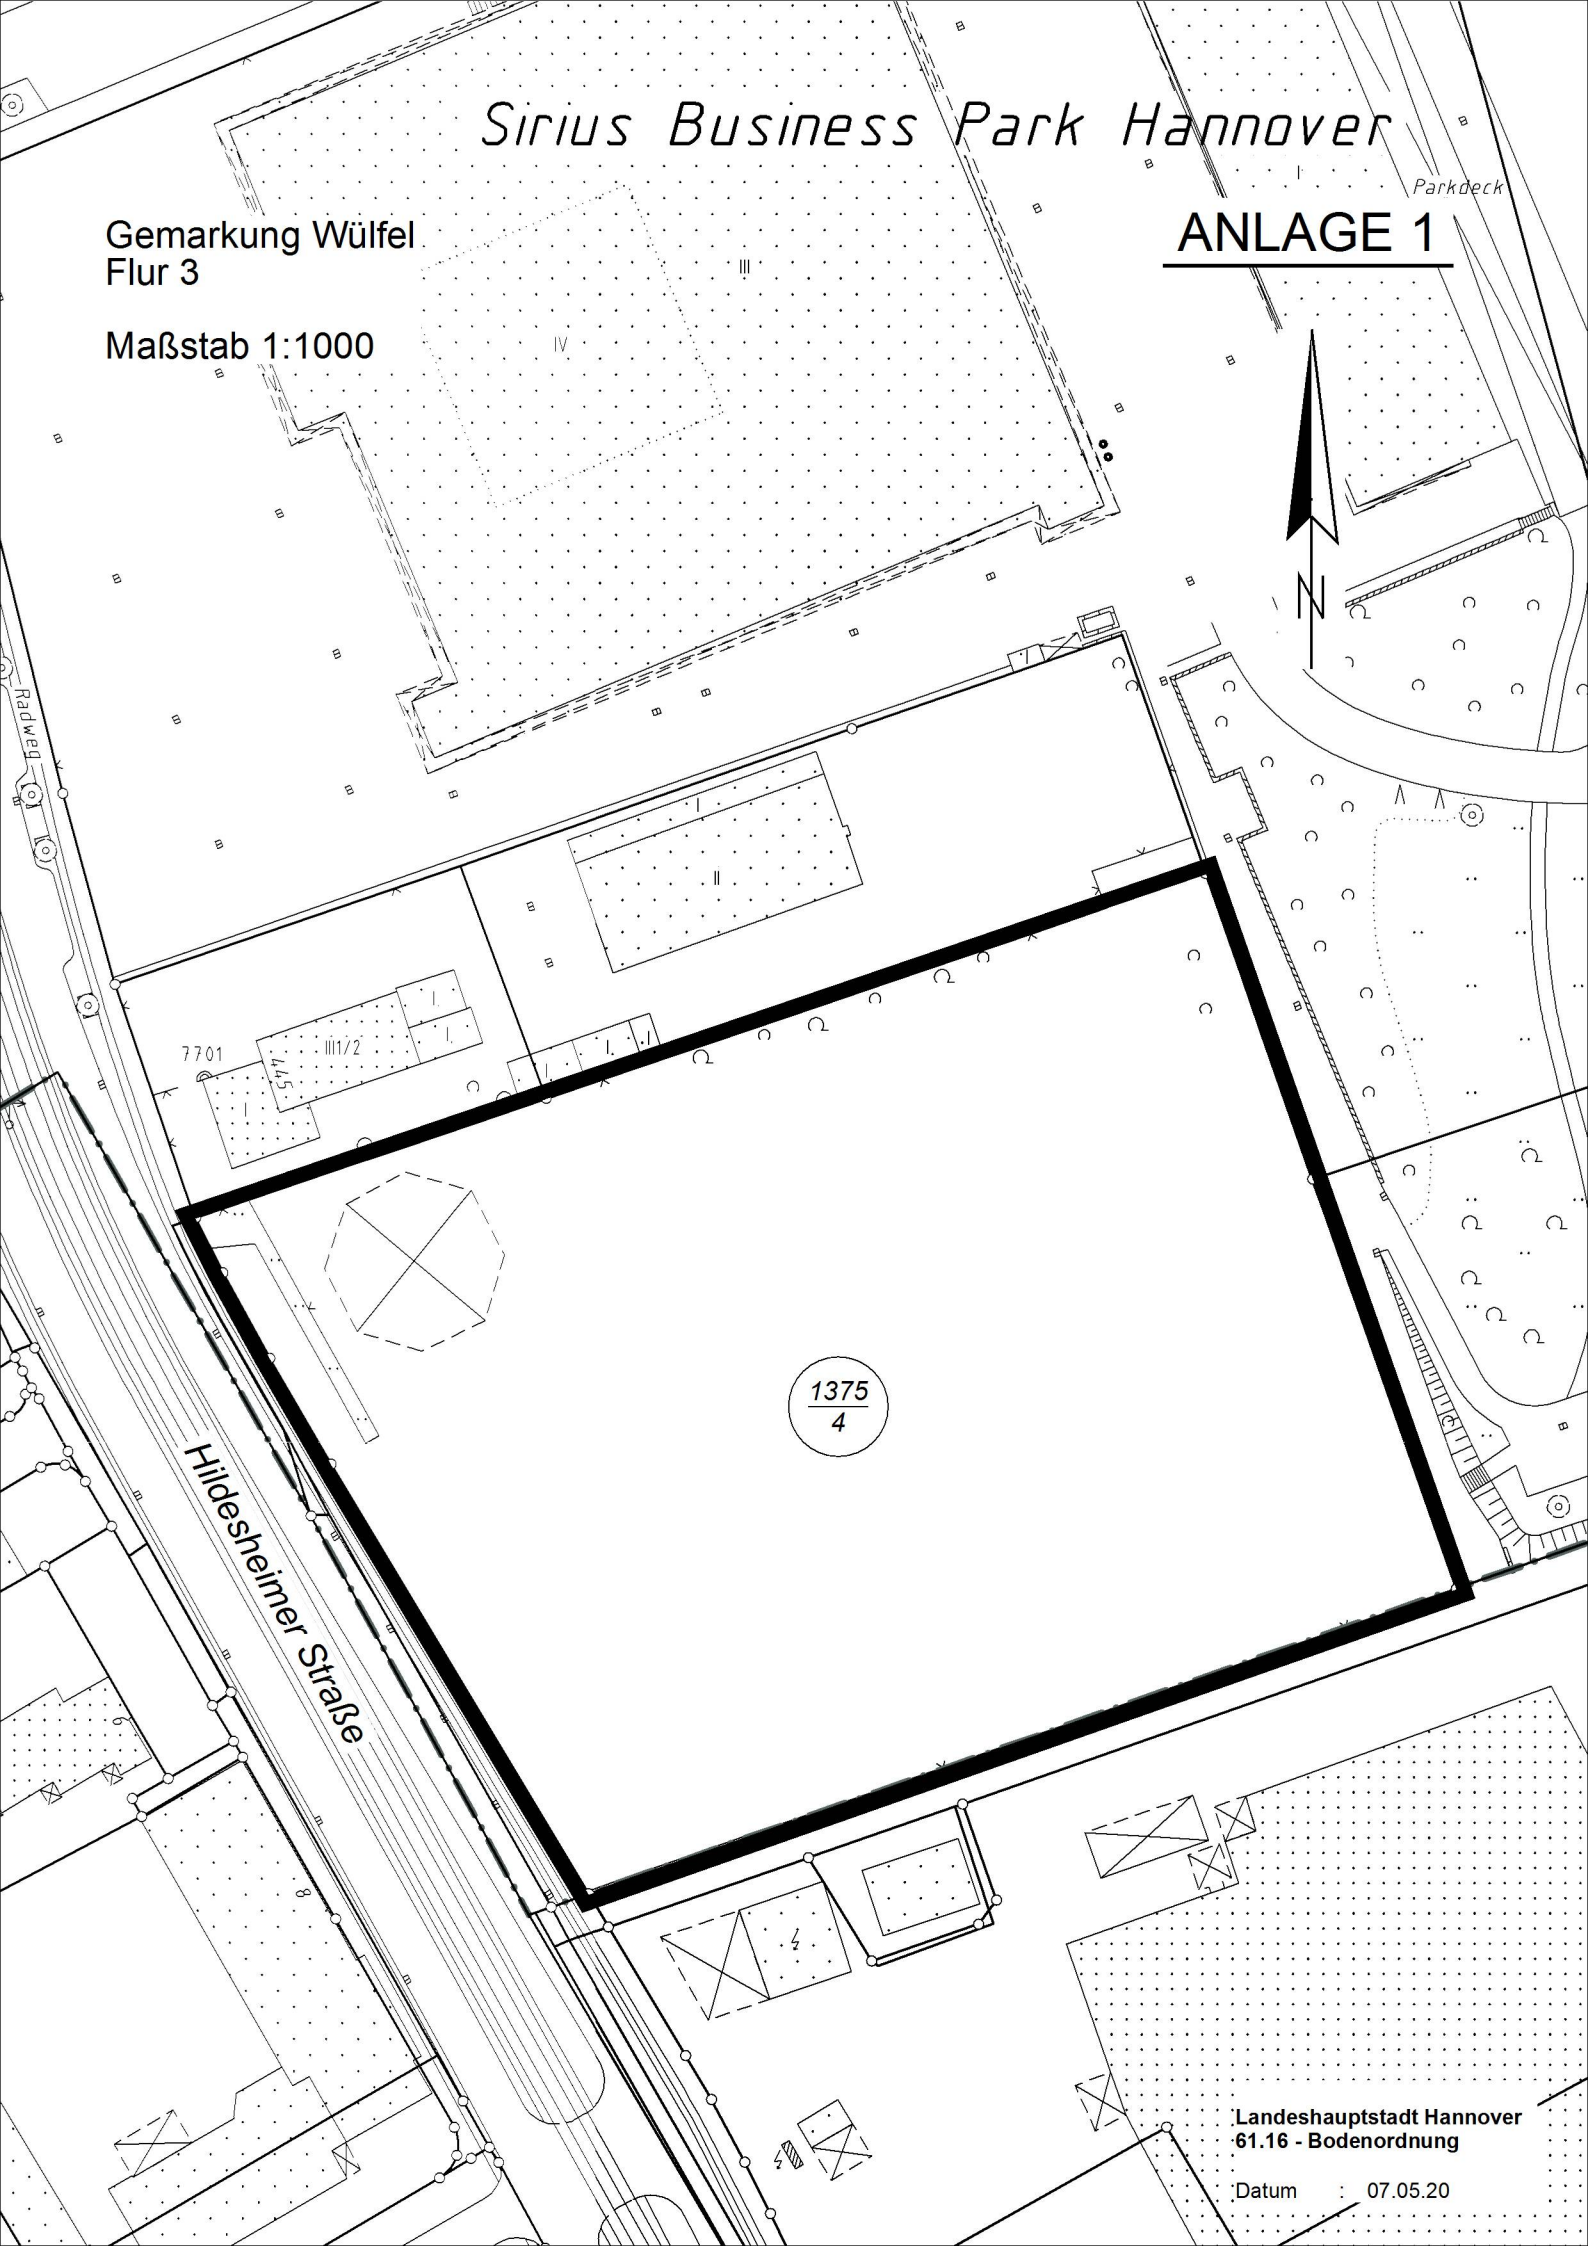 Sirius Business Park Hannover
Parkdeck
I
ANLAGE 1
Gemarkung Wülfel
Flur 3
Maßstab 1:1000
III
IV
N
Radweg
I
II
7701
445
III1/2
I
I
I
I
I
I
1375
4
Hildesheimer Straße
9
8
Landeshauptstadt Hannover
61.16 - Bodenordnung
Datum : 07.05.20